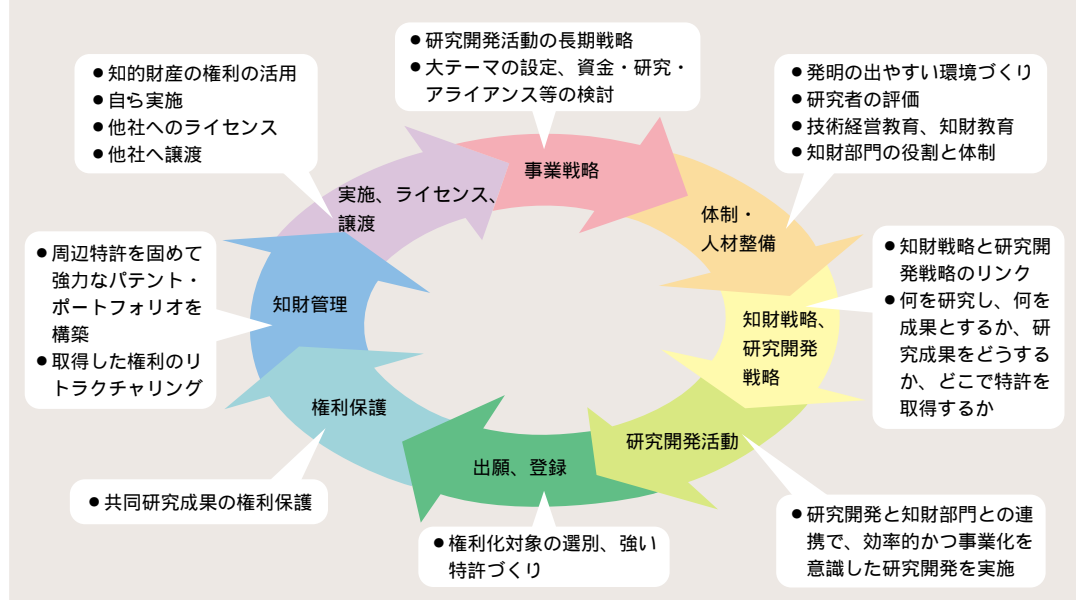 ● 研究開発活動の長期戦略
● 大テーマの設定、資金・研究・
アライアンス等の検討
事業戦略
● 発明の出やすい環境づくり
● 研究者の評価
● 技術経営教育、知財教育
● 知財部門の役割と体制
体制・
人材整備
● 知財戦略と研究開
発戦略のリンク
● 何を研究し、何を
成果とするか、研
究成果をどうする
か、どこで特許を
取得するか
知財戦略、
研究開発
戦略
● 研究開発と知財部門との連
携で、効率的かつ事業化を
意識した研究開発を実施
研究開発活動
● 権利化対象の選別、強い
特許づくり
出願、登録
● 共同研究成果の権利保護
権利保護
● 周辺特許を固めて
強力なパテント・
ポートフォリオを
構築
● 取得した権利のリ
トラクチャリング
知財管理
● 知的財産の権利の活用
● 自ら実施
● 他社へのライセンス
● 他社へ譲渡
実施、ライセンス、
譲渡